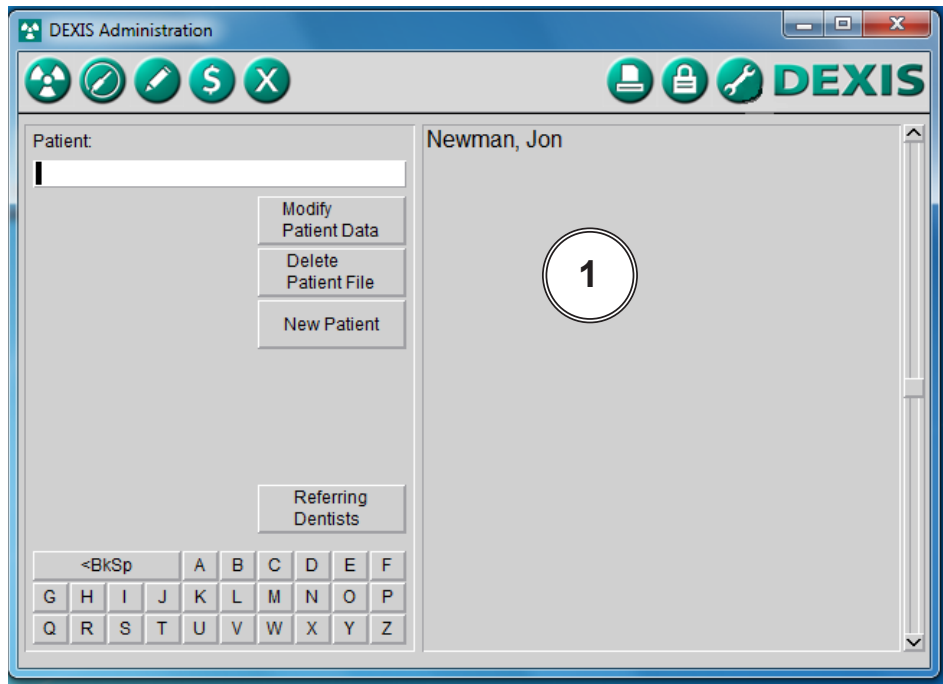 DEXIS Administration
$ X
DEXIS
Patient:
Newman, Jon
Modify
Patient Data
Delete
Patient File
New Patient
1
Referring
Dentists
<BkSp A B C D E F
G H I J K L M N O P
Q R S T U V W X Y Z